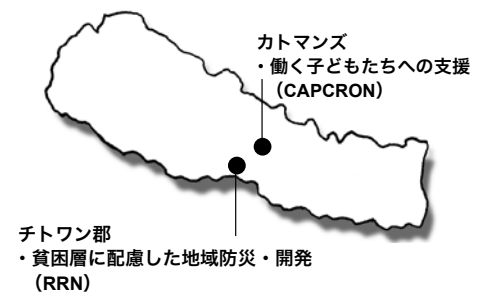 カトマンズ
・働く子どもたちへの支援
（CAPCRON）
チトワン郡
・貧困層に配慮した地域防災・開発
（RRN）